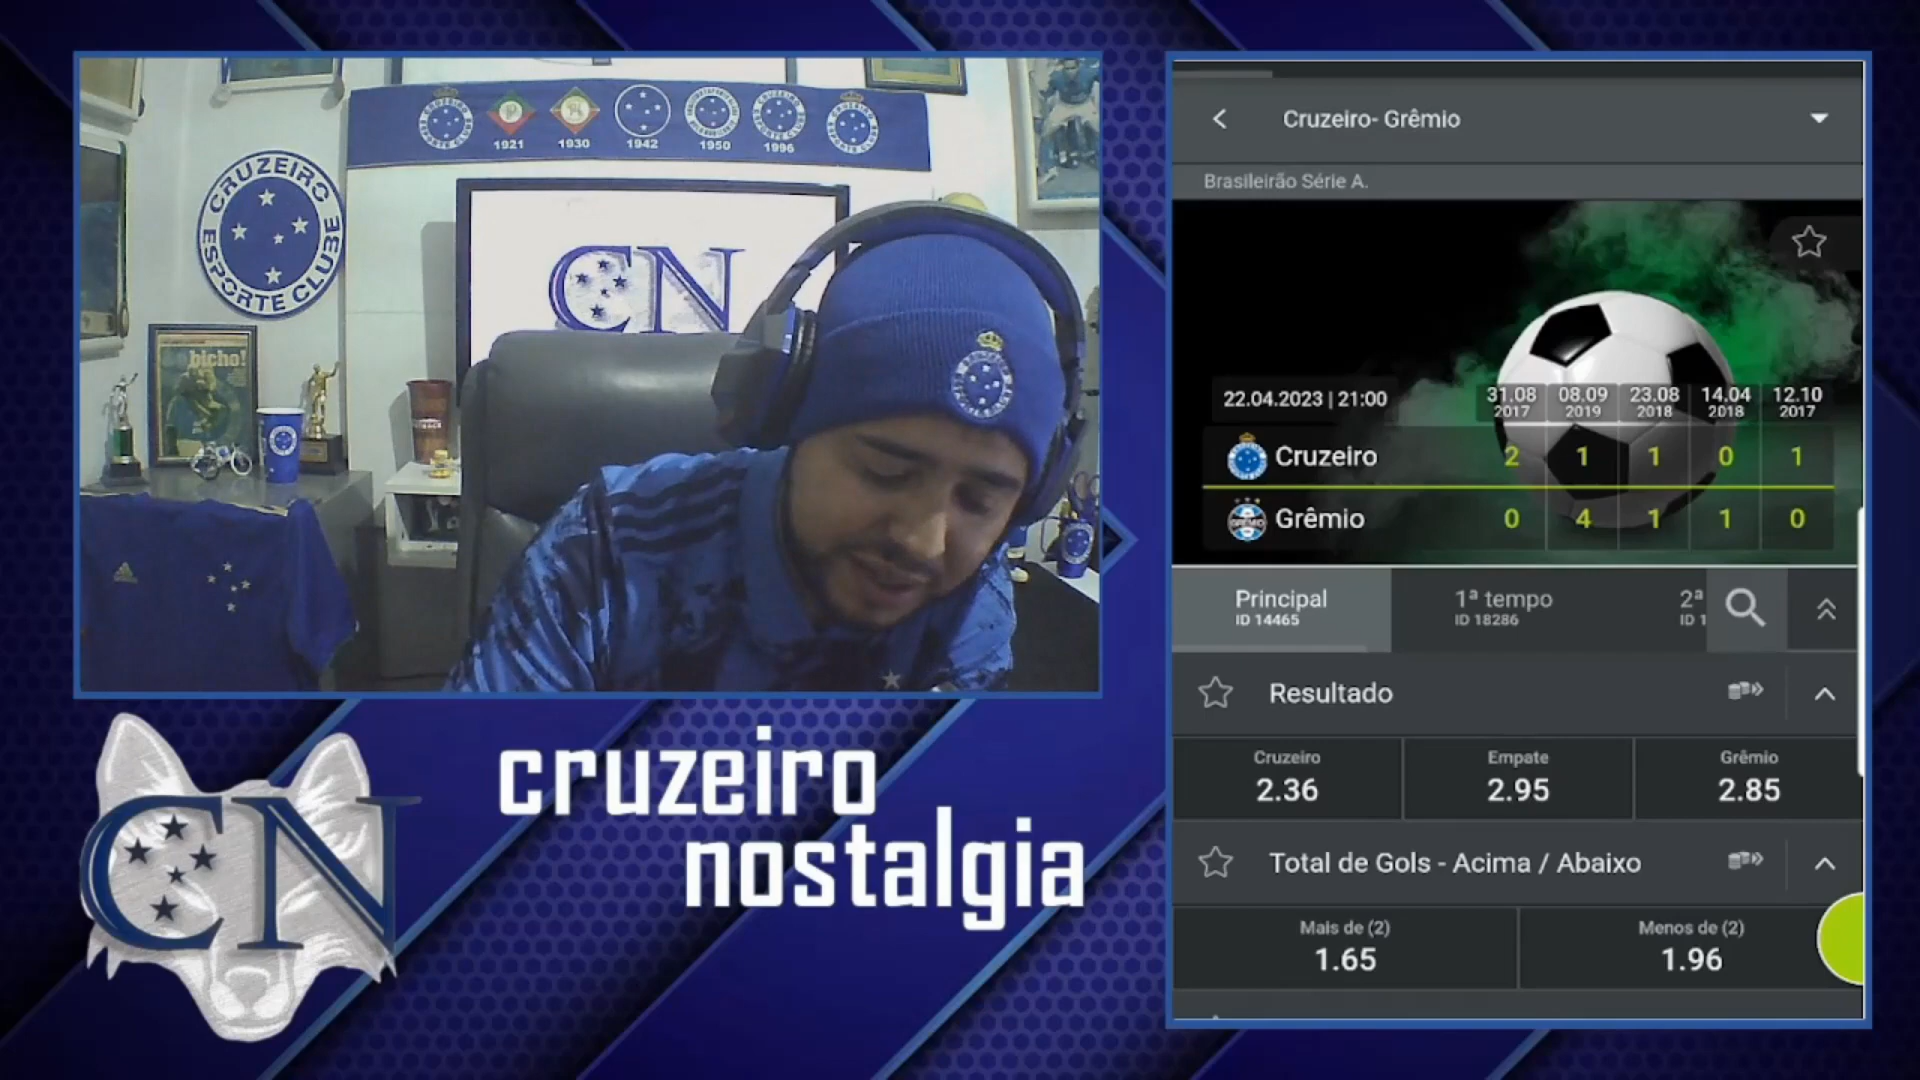 CRUZEIRO
ESPORTE CLUBE
1921
1930
1942
1950
1996
CN
bicho!
CN
cruzeiro
nostalgia
Cruzeiro- Grêmio
Brasileirão Série A.
22.04.2023 | 21:00
31.08 08.09 23.08 14.04 12.10
2017 2019 2018 2018 2017
Cruzeiro 2 1 1 0 1
Grêmio 0 4 1 1 0
Principal 1ª tempo 2ª
ID 14465 ID 18286 ID 1
Resultado
Cruzeiro Empate Grêmio
2.36 2.95 2.85
Total de Gols - Acima / Abaixo
Mais de (2) Menos de (2)
1.65 1.96